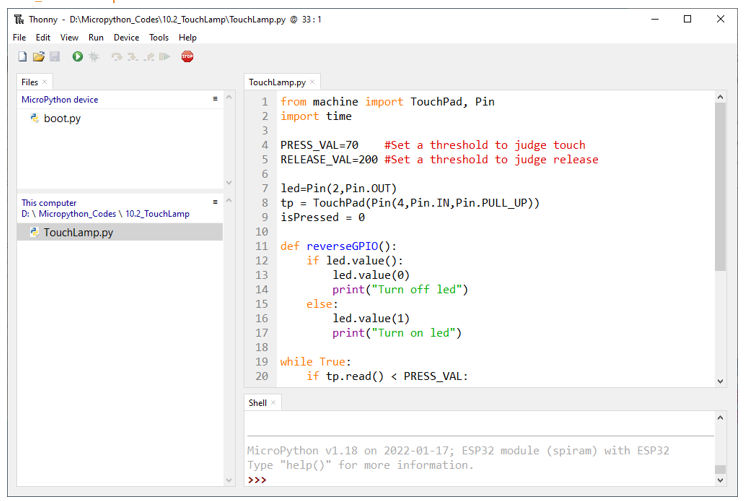 Thonny - D:\Micropython_Codes\10.2_TouchLamp\TouchLamp.py @ 33 : 1
File Edit View Run Device Tools Help
STOP
Files ×
MicroPython device
boot.py
This computer
D: \ Micropython_Codes \ 10.2_TouchLamp
TouchLamp.py
TouchLamp.py ×
1 from machine import TouchPad, Pin
2 import time
3
4 PRESS_VAL=70    #Set a threshold to judge touch
5 RELEASE_VAL=200 #Set a threshold to judge release
6
7 led=Pin(2,Pin.OUT)
8 tp = TouchPad(Pin(4,Pin.IN,Pin.PULL_UP))
9 isPressed = 0
10
11 def reverseGPIO():
12     if led.value():
13         led.value(0)
14         print("Turn off led")
15     else:
16         led.value(1)
17         print("Turn on led")
18
19 while True:
20     if tp.read() < PRESS_VAL:
Shell ×
MicroPython v1.18 on 2022-01-17; ESP32 module (spiram) with ESP32
Type "help()" for more information.
>>>